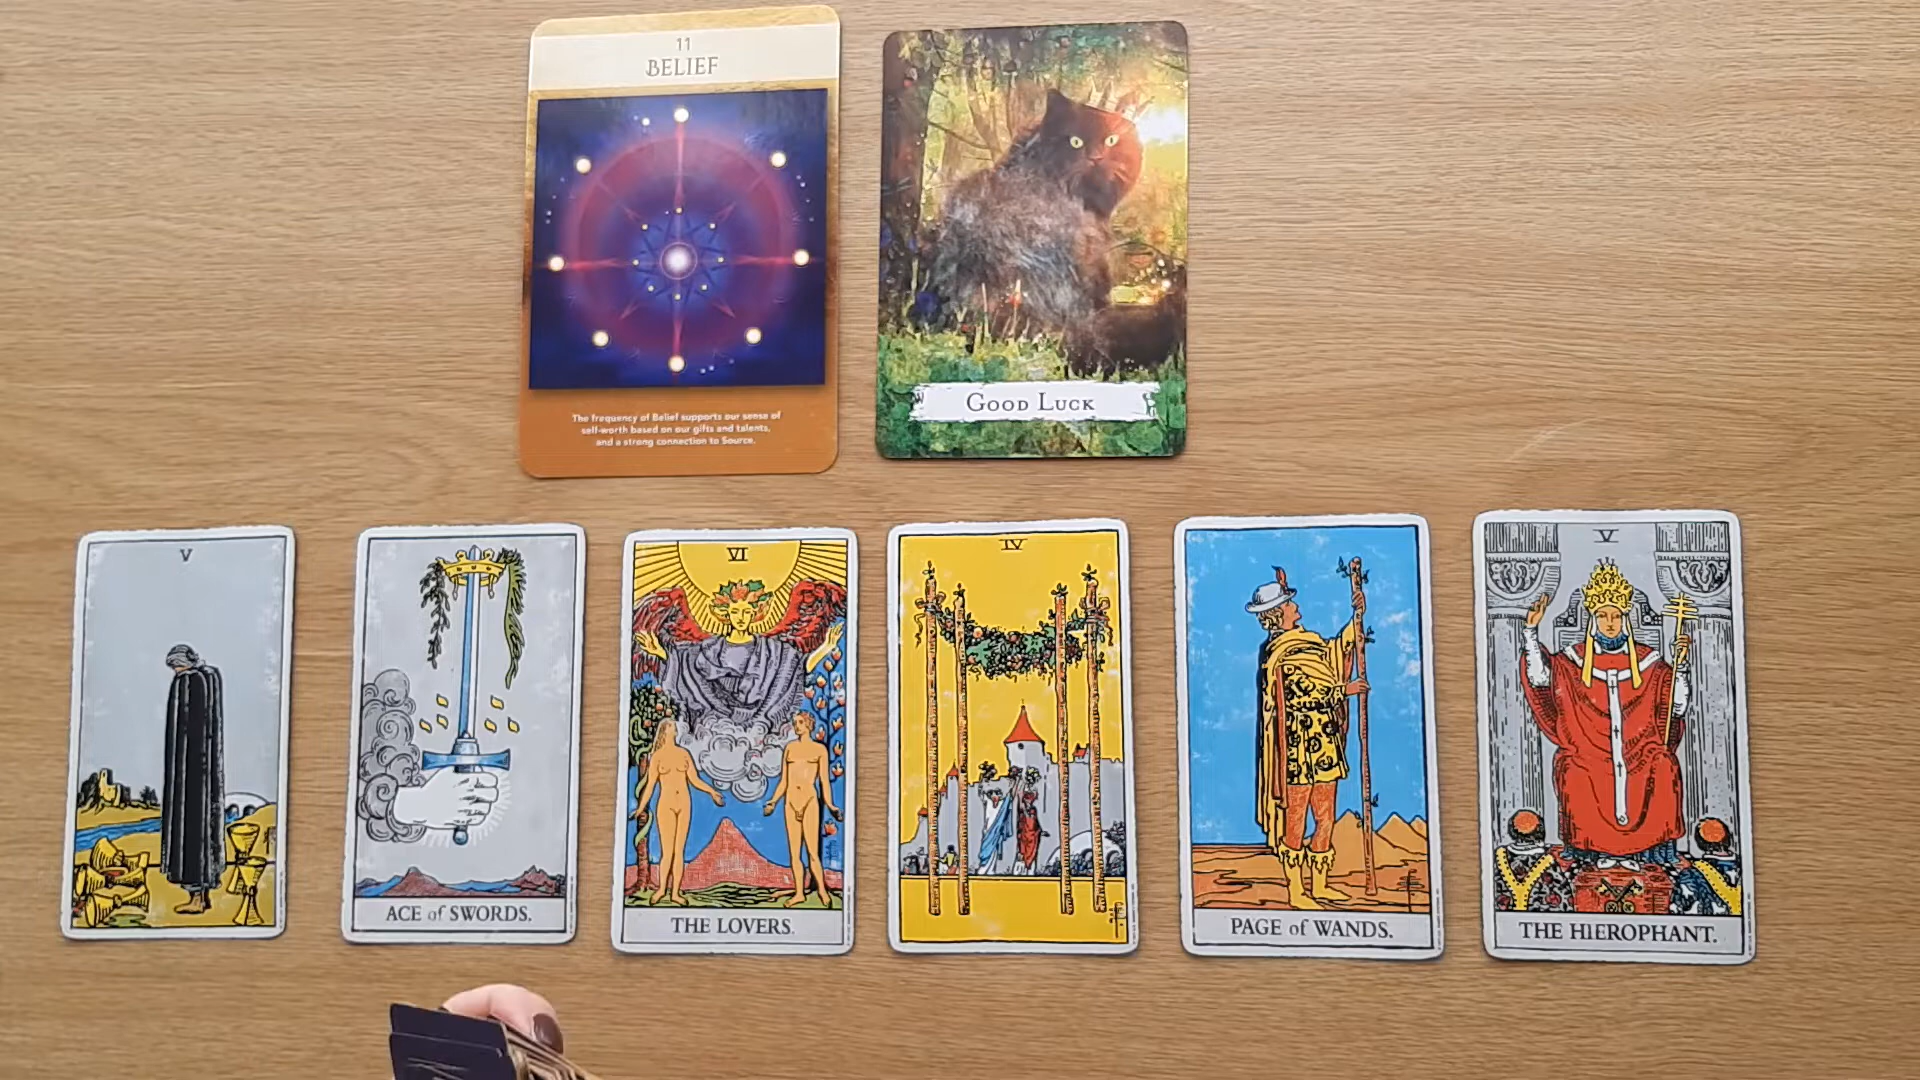 11
BELIEF
The frequency of Belief supports our sense of
self-worth based on our gifts and talents,
and a strong connection to Source.
GOOD LUCK
V
ACE of SWORDS.
VI
THE LOVERS.
IV
PAGE of WANDS.
V
THE HIEROPHANT.